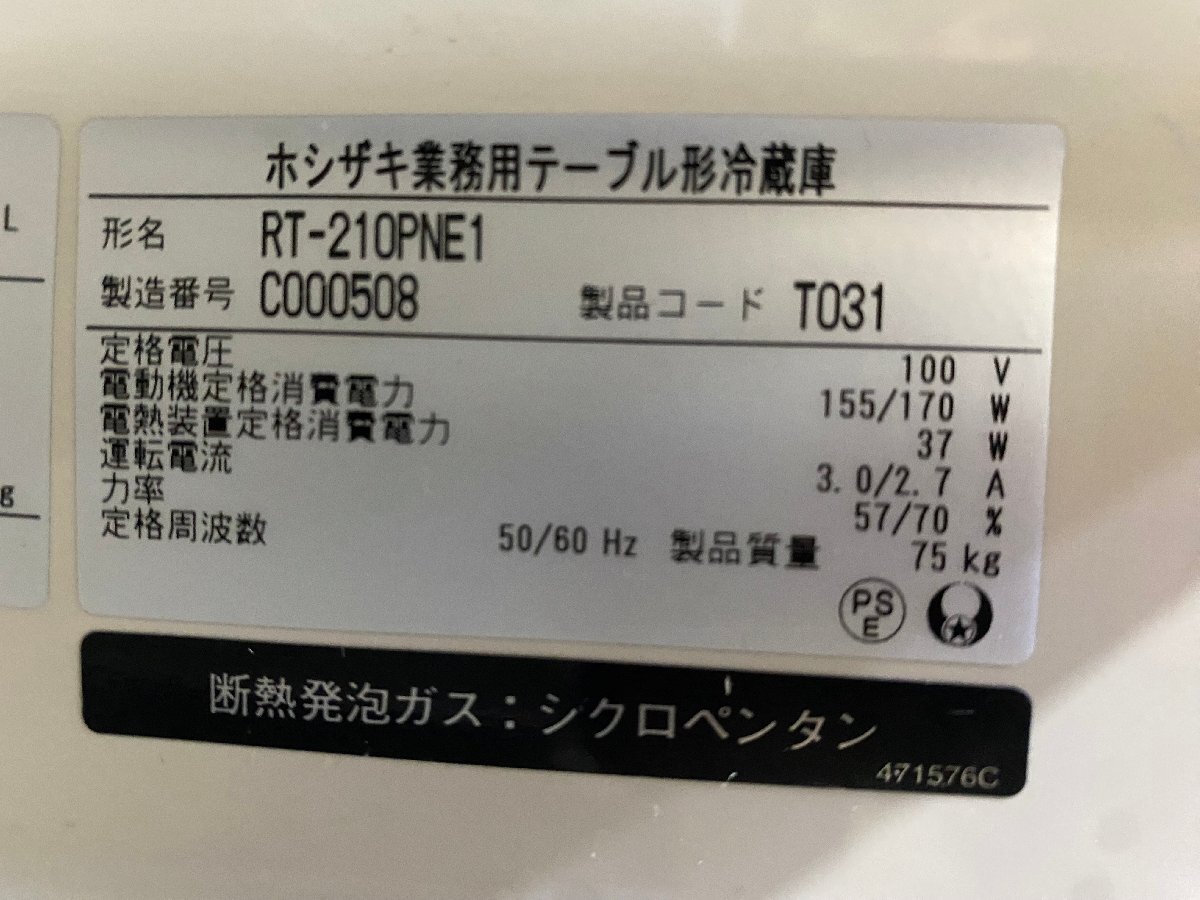 L
g
ホシザキ業務用テーブル形冷蔵庫
形名 RT-210PNE1
製造番号 C000508 製品コード T031
定格電圧 100 V
電動機定格消費電力 155/170 W
電熱装置定格消費電力 37 W
運転電流 3.0/2.7 A
力率 57/70 %
定格周波数 50/60 Hz 製品質量 75 kg
PS
E
断熱発泡ガス：シクロペンタン
471576C